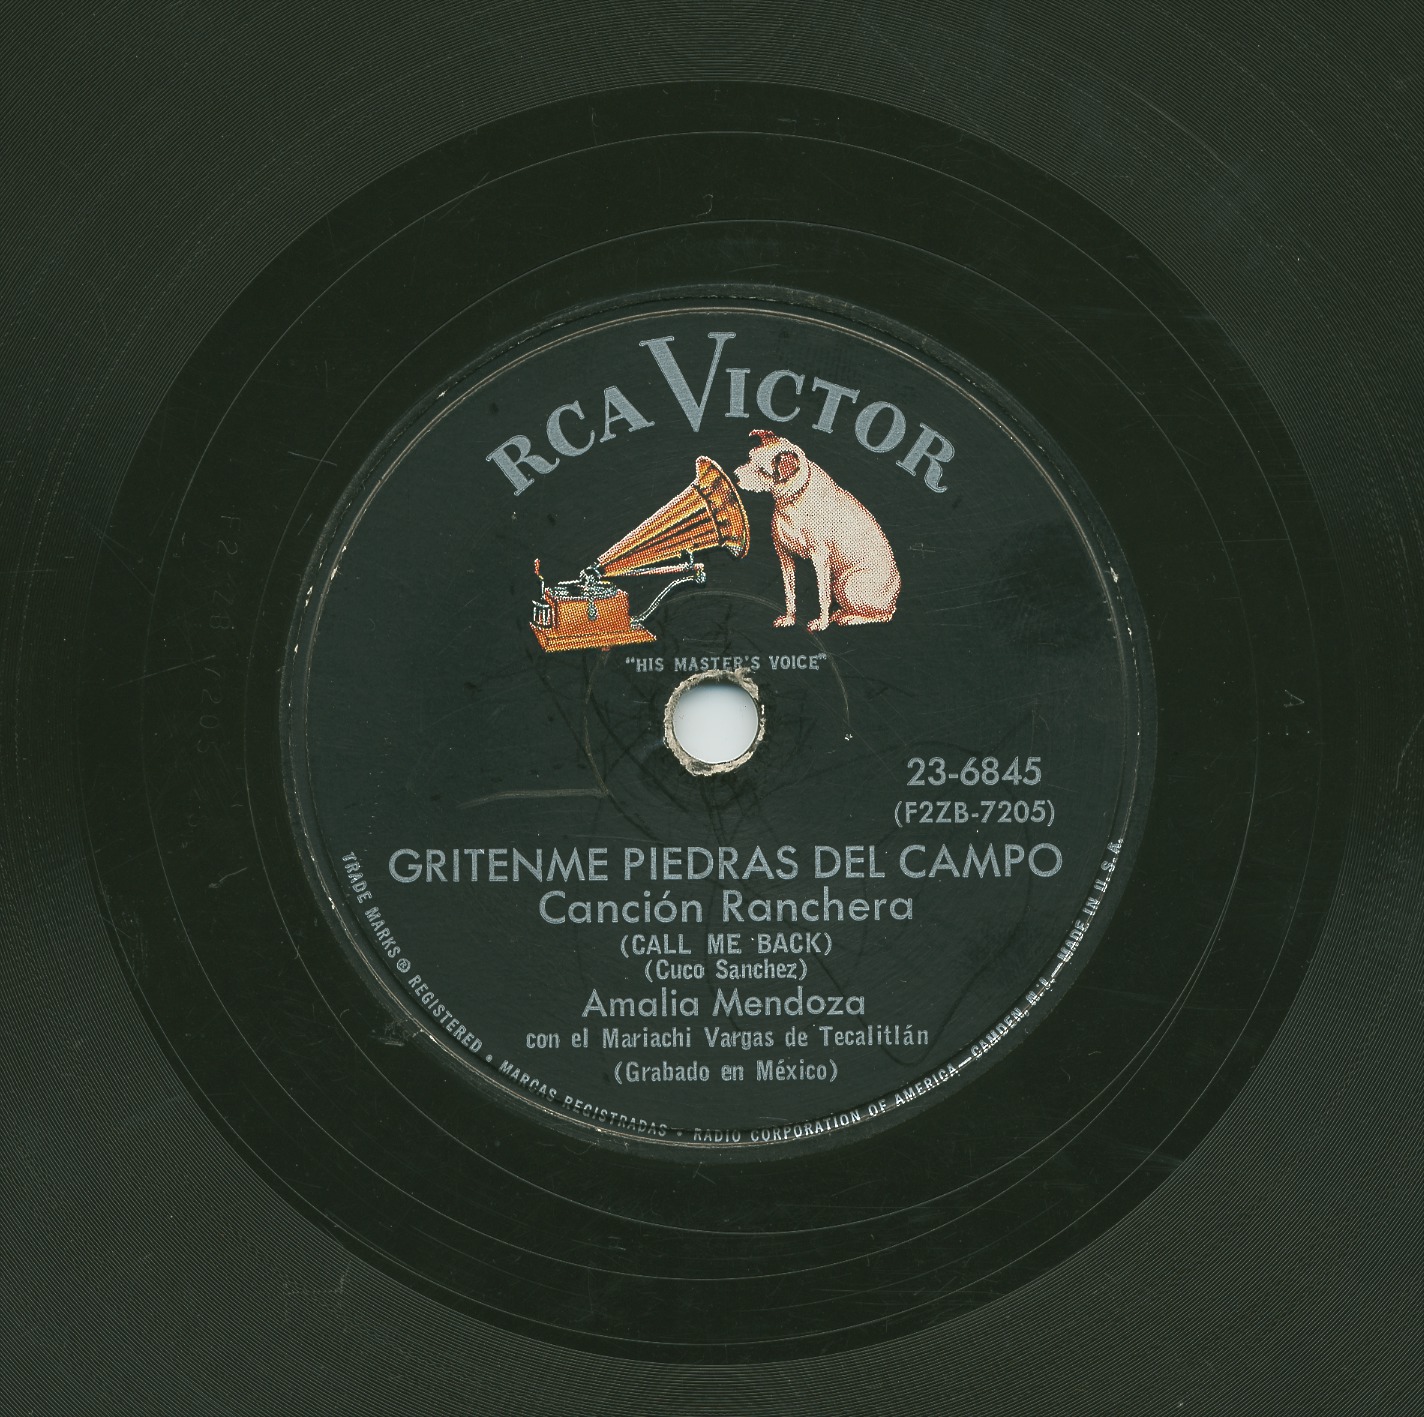 RCA VICTOR
"HIS MASTER'S VOICE"
23-6845
(F2ZB-7205)
GRITENME PIEDRAS DEL CAMPO
Canción Ranchera
(CALL ME BACK)
(Cuco Sanchez)
Amalia Mendoza
con el Mariachi Vargas de Tecalitlán
(Grabado en México)
TRADE MARKS ® REGISTERED • MARCAS REGISTRADAS • RADIO CORPORATION OF AMERICA—CAMDEN, N. J.—MADE IN U.S.A.